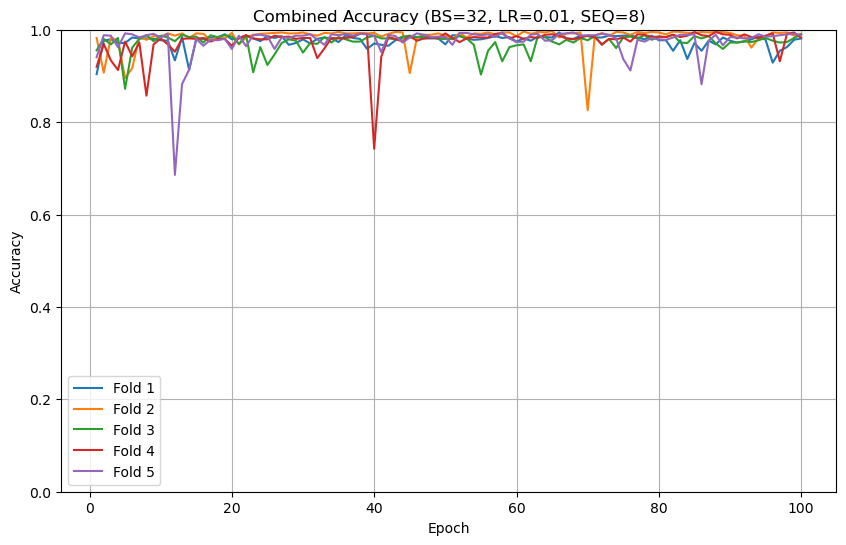 Combined Accuracy (BS=32, LR=0.01, SEQ=8)
1.0
0.8
0.6
0.4
0.2
0.0
Accuracy
Fold 1
Fold 2
Fold 3
Fold 4
Fold 5
0 20 40 60 80 100
Epoch